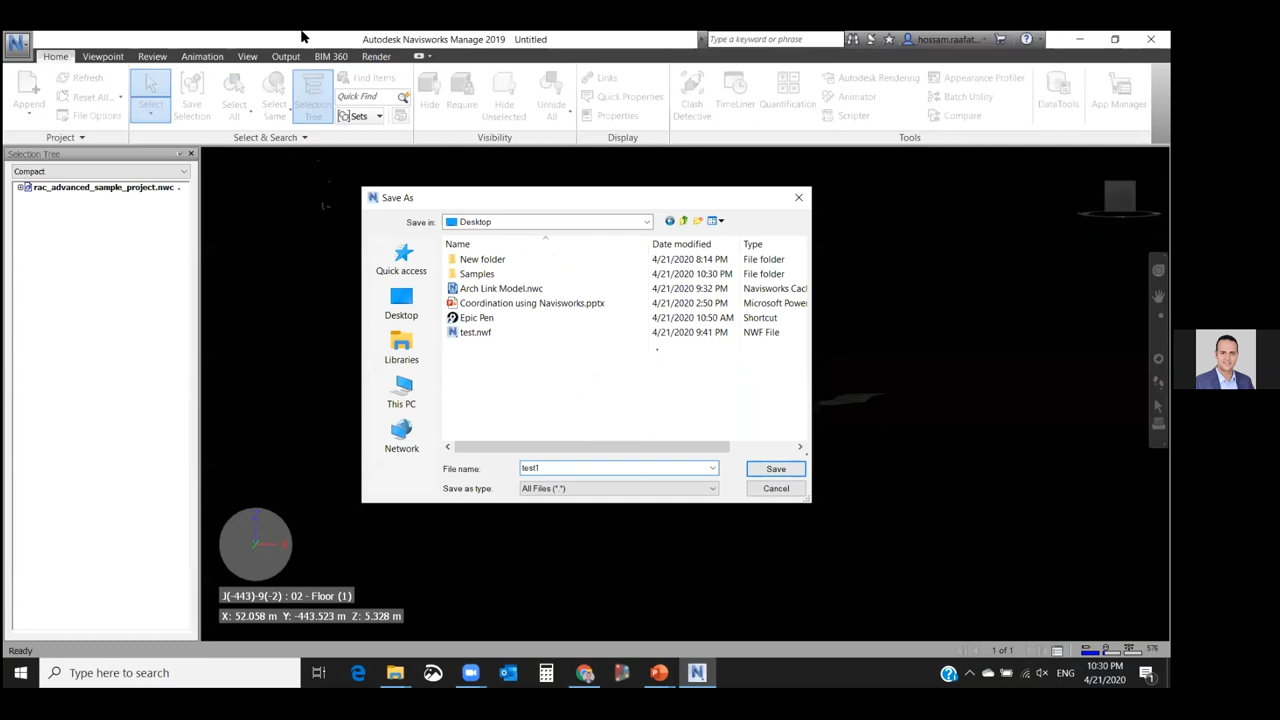 Autodesk Navisworks Manage 2019 Untitled
Type a keyword or phrase
hossam.raafat...
Home Viewpoint Review Animation View Output BIM 360 Render
Append
Refresh
Reset All...
File Options
Project
Select
Save Selection
Select All
Select Same
Selection Tree
Find Items
Quick Find
Sets
Select & Search
Hide
Require
Hide Unselected
Unhide All
Visibility
Links
Quick Properties
Properties
Display
Clash Detective
TimeLiner
Quantification
Autodesk Rendering
Animator
Scripter
Appearance Profiler
Batch Utility
Compare
Tools
DataTools
App Manager
Selection Tree
Compact
rac_advanced_sample_project.nwc
Save As
Save in: Desktop
Quick access
Desktop
Libraries
This PC
Network
Name Date modified Type
New folder 4/21/2020 8:14 PM File folder
Samples 4/21/2020 10:30 PM File folder
Arch Link Model.nwc 4/21/2020 9:32 PM Navisworks Cach
Coordination using Navisworks.pptx 4/21/2020 2:50 PM Microsoft Power
Epic Pen 4/21/2020 10:50 AM Shortcut
test.nwf 4/21/2020 9:41 PM NWF File
File name: test1 Save
Save as type: All Files (*.*) Cancel
Z
Y
X
J(-443)-9(-2) : 02 - Floor (1)
X: 52.058 m Y: -443.523 m Z: 5.328 m
Ready
1 of 1
576
Type here to search
ENG
10:30 PM
4/21/2020
1